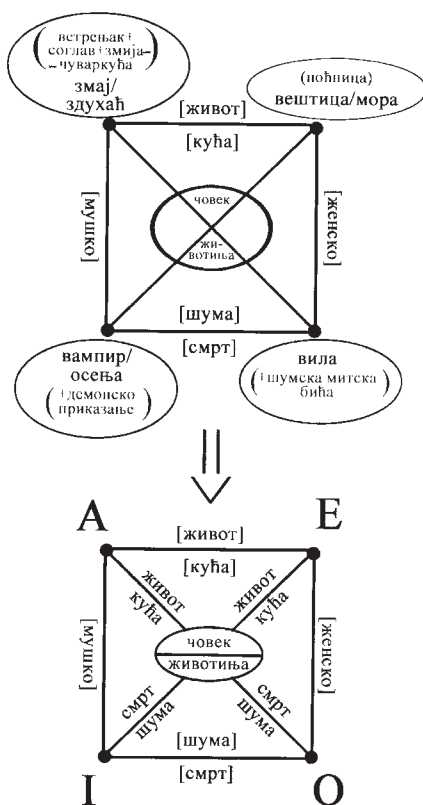 ветрењак+
соглав+змија-
-чуваркућа
змај/
здухаћ
(ноћница)
вештица/мора
[живот]
[кућа]
[мушко]
човек
жи-
вотиња
[женско]
[шума]
[смрт]
вампир/
осења
(+демонско
приказање)
вила
(+шумска митска
бића)
A
E
[живот]
[кућа]
живот
кућа
живот
кућа
[мушко]
човек
животиња
[женско]
смрт
шума
смрт
шума
[шума]
[смрт]
I
O